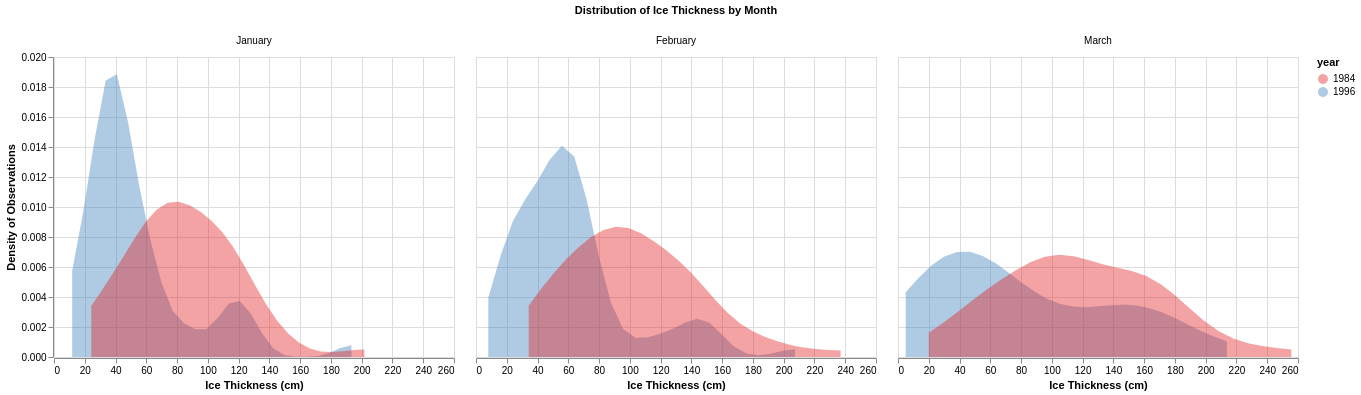 Distribution of Ice Thickness by Month
January
February
March
year
1984
1996
Density of Observations
0.020
0.018
0.016
0.014
0.012
0.010
0.008
0.006
0.004
0.002
0.000
0 20 40 60 80 100 120 140 160 180 200 220 240 260
0 20 40 60 80 100 120 140 160 180 200 220 240 260
0 20 40 60 80 100 120 140 160 180 200 220 240 260
Ice Thickness (cm)
Ice Thickness (cm)
Ice Thickness (cm)